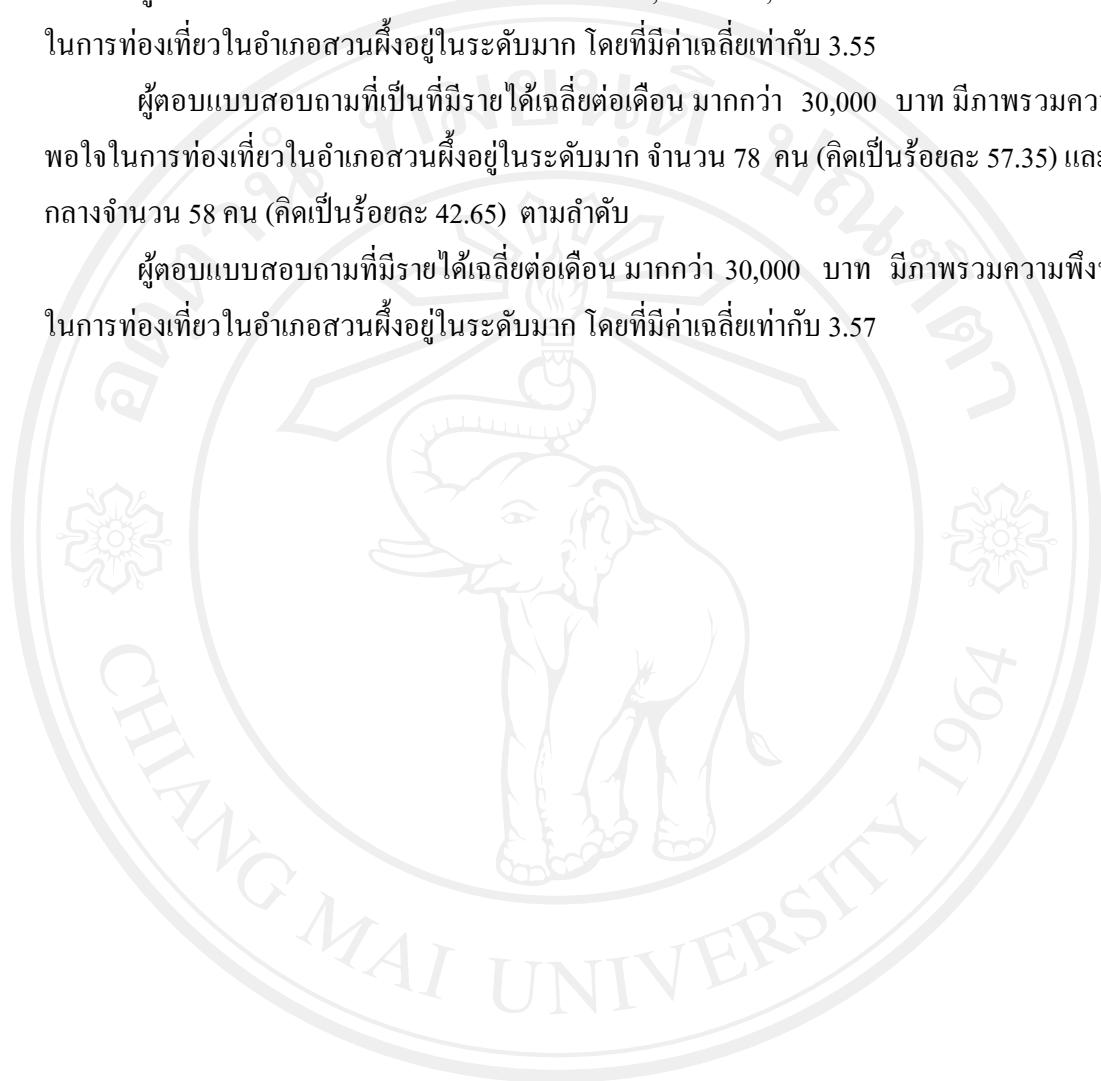 ในการท่องเที่ยวในอำเภอสวนผึ้งอยู่ในระดับมาก โดยที่มีค่าเฉลี่ยเท่ากับ 3.55
ผู้ตอบแบบสอบถามที่เป็นที่มีรายได้เฉลี่ยต่อเดือน มากกว่า 30,000 บาท มีภาพรวมคว
พอใจในการท่องเที่ยวในอำเภอสวนผึ้งอยู่ในระดับมาก จำนวน 78 คน (คิดเป็นร้อยละ 57.35) และ
กลางจำนวน 58 คน (คิดเป็นร้อยละ 42.65) ตามลำดับ
ผู้ตอบแบบสอบถามที่มีรายได้เฉลี่ยต่อเดือน มากกว่า 30,000 บาท มีภาพรวมความพึง
ในการท่องเที่ยวในอำเภอสวนผึ้งอยู่ในระดับมาก โดยที่มีค่าเฉลี่ยเท่ากับ 3.57
อตฺตานํ ทมยนฺติ ปณฺฑิตา
CHIANG MAI UNIVERSITY 1964